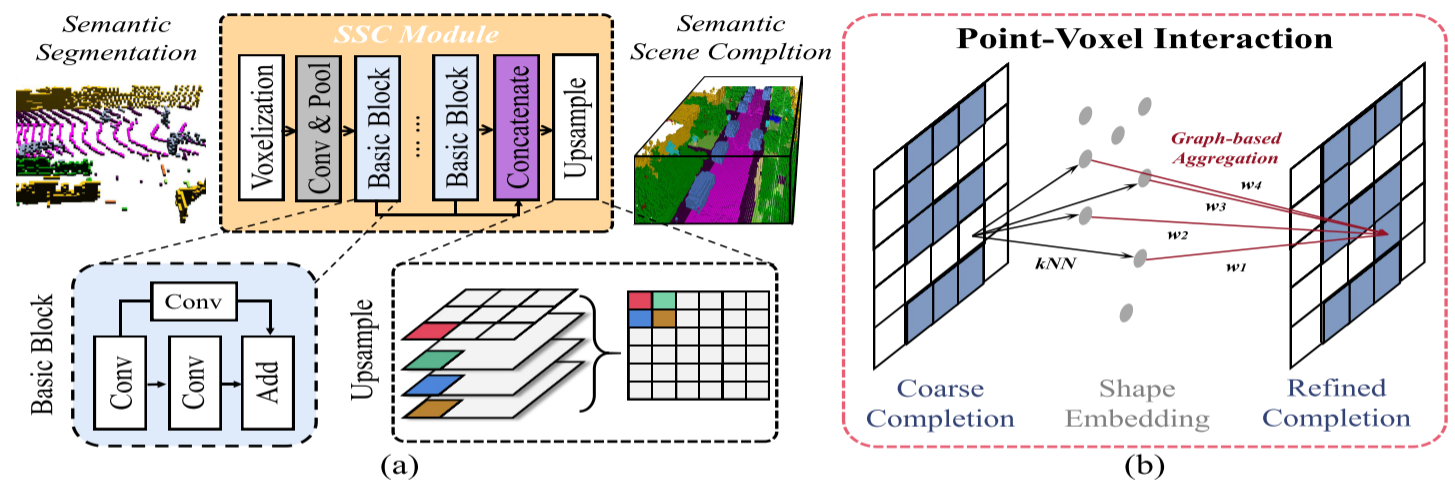 Semantic
Segmentation
SSC Module
Voxelization
Conv & Pool
Basic Block
... ...
Basic Block
Concatenate
Upsample
Semantic
Scene Compltion
Basic Block
Conv
Conv
Conv
Add
Upsample
(a)
Point-Voxel Interaction
Graph-based
Aggregation
w4
w3
w2
w1
kNN
Coarse
Completion
Shape
Embedding
Refined
Completion
(b)